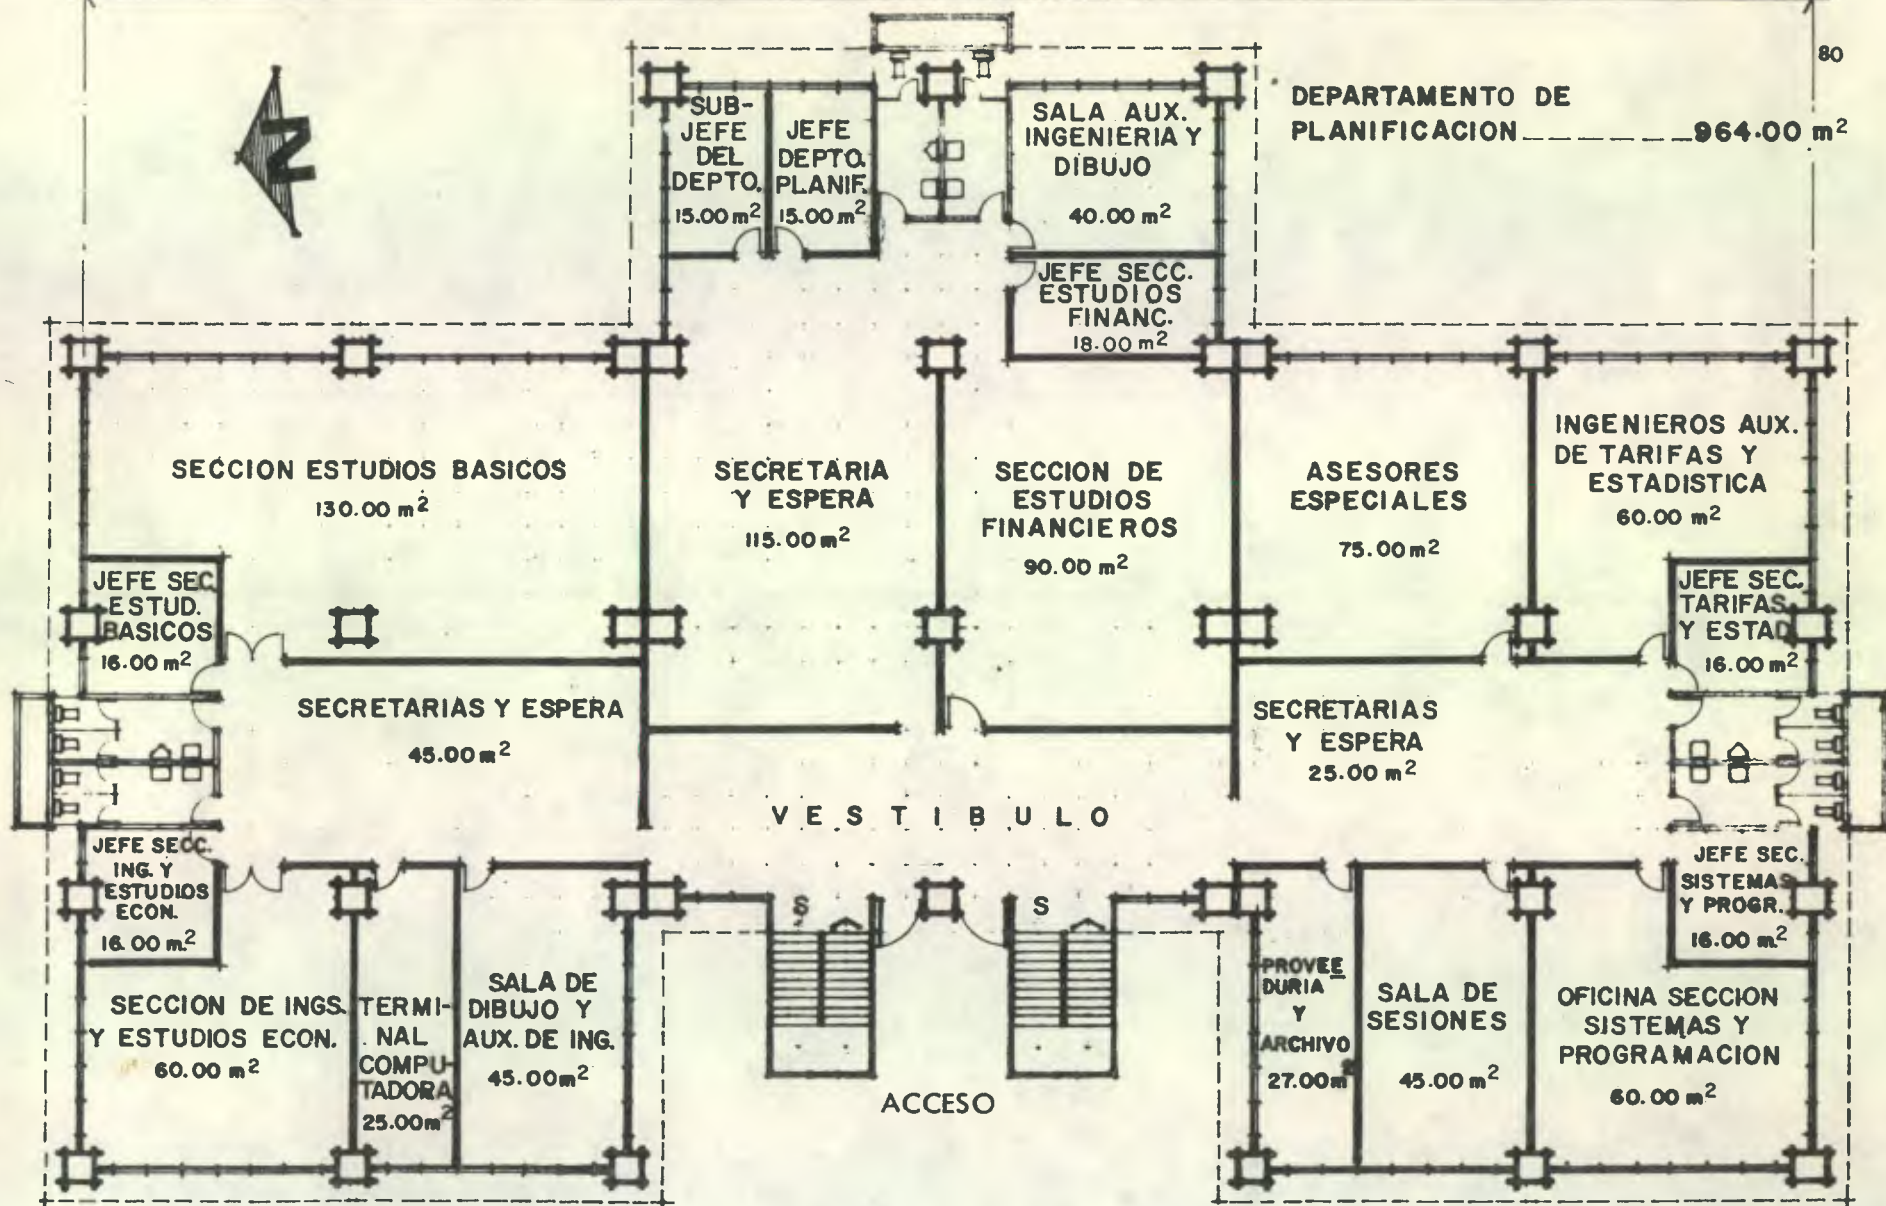 80
DEPARTAMENTO DE
PLANIFICACION ________ 964.00 m²
N
SUB-
JEFE
DEL
DEPTO.
15.00 m²
JEFE
DEPTO.
PLANIF.
15.00 m²
SALA AUX.
INGENIERIA Y
DIBUJO
40.00 m²
JEFE SECC.
ESTUDIOS
FINANC.
18.00 m²
SECCION ESTUDIOS BASICOS
130.00 m²
SECRETARIA
Y ESPERA
115.00 m²
SECCION DE
ESTUDIOS
FINANCIEROS
90.00 m²
ASESORES
ESPECIALES
75.00 m²
INGENIEROS AUX.
DE TARIFAS Y
ESTADISTICA
60.00 m²
JEFE SEC.
ESTUD.
BASICOS
16.00 m²
JEFE SEC.
TARIFAS
Y ESTAD.
16.00 m²
SECRETARIAS Y ESPERA
45.00 m²
SECRETARIAS
Y ESPERA
25.00 m²
VESTIBULO
JEFE SECC.
ING. Y
ESTUDIOS
ECON.
16.00 m²
JEFE SEC.
SISTEMAS
Y PROGR.
16.00 m²
S
S
SECCION DE INGS.
Y ESTUDIOS ECON.
60.00 m²
TERMI-
NAL
COMPU-
TADORA
25.00 m²
SALA DE
DIBUJO Y
AUX. DE ING.
45.00 m²
ACCESO
PROVEE
DURIA
Y
ARCHIVO
27.00 m²
SALA DE
SESIONES
45.00 m²
OFICINA SECCION
SISTEMAS Y
PROGRAMACION
60.00 m²